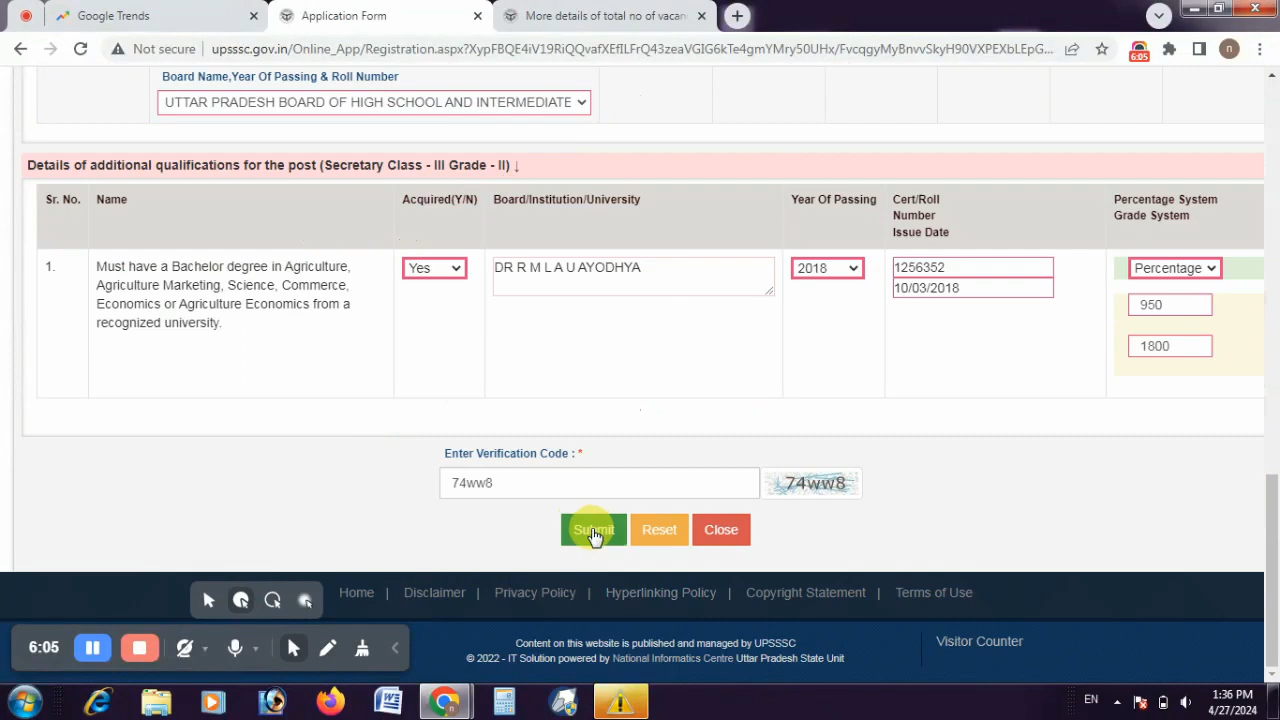 Google Trends
Application Form
More details of total no of vacan
Not secure
upsssc.gov.in/Online_App/Registration.aspx?XypFBQE4iV19RiQQvafXEfILFrQ43zeaVGIG6kTe4gmYMry50UHx/FvcqgyMyBnvvSkyH90VXPEXbLEpG...
6:05
n
Board Name,Year Of Passing & Roll Number
UTTAR PRADESH BOARD OF HIGH SCHOOL AND INTERMEDIATE
Details of additional qualifications for the post (Secretary Class - III Grade - II) ↓
Sr. No.
Name
Acquired(Y/N)
Board/Institution/University
Year Of Passing
Cert/Roll
Number
Issue Date
Percentage System
Grade System
1.
Must have a Bachelor degree in Agriculture,
Agriculture Marketing, Science, Commerce,
Economics or Agriculture Economics from a
recognized university.
Yes
DR R M L A U AYODHYA
2018
1256352
10/03/2018
Percentage
950
1800
Enter Verification Code : *
74ww8
74ww8
Submit
Reset
Close
Home | Disclaimer | Privacy Policy | Hyperlinking Policy | Copyright Statement | Terms of Use
6:05
Content on this website is published and managed by UPSSSC
© 2022 - IT Solution powered by National Informatics Centre Uttar Pradesh State Unit
Visitor Counter
EN
1:36 PM
4/27/2024